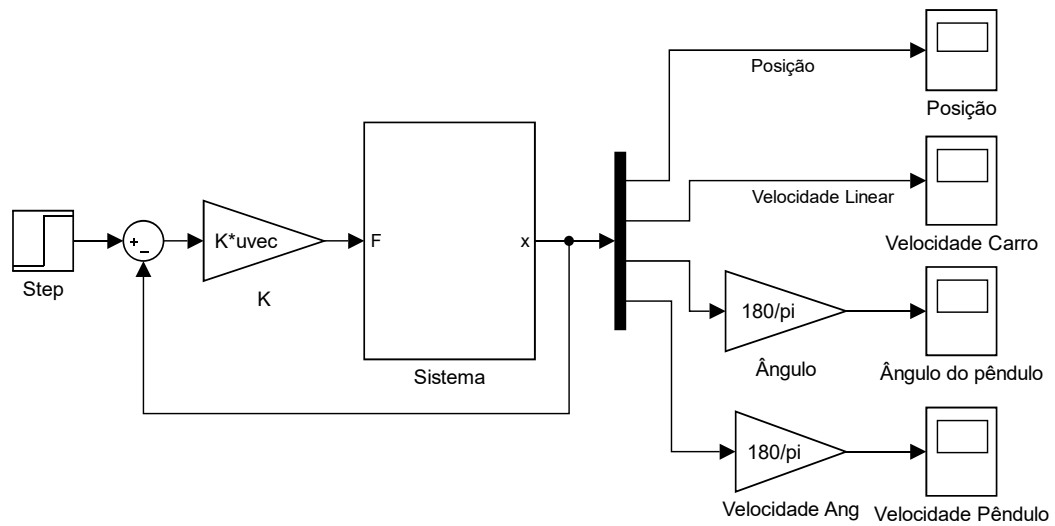 Posição
Posição
Velocidade Linear
Velocidade Carro
Step
+
−
K*uvec
K
F
x
Sistema
180/pi
Ângulo
Ângulo do pêndulo
180/pi
Velocidade Ang
Velocidade Pêndulo